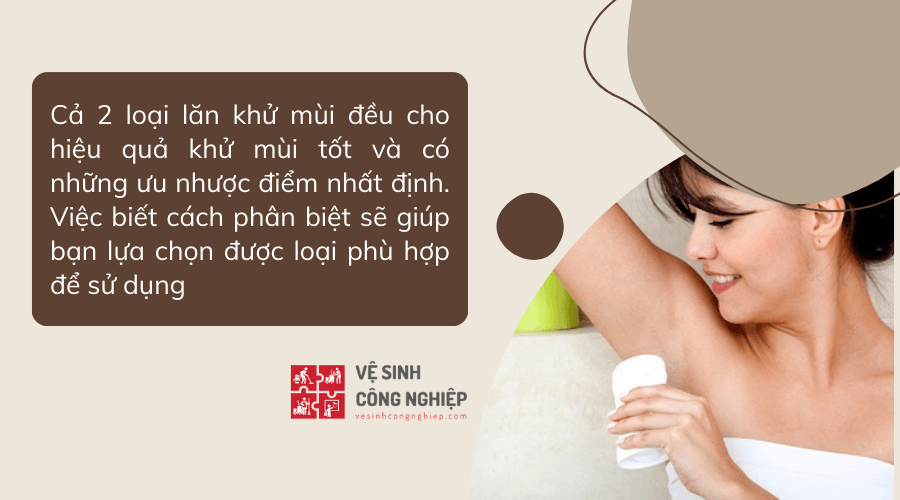 Cả 2 loại lăn khử mùi đều cho
hiệu quả khử mùi tốt và có
những ưu nhược điểm nhất định.
Việc biết cách phân biệt sẽ giúp
bạn lựa chọn được loại phù hợp
để sử dụng
VỆ SINH
CÔNG NGHIỆP
vesinhcongnghiep.com